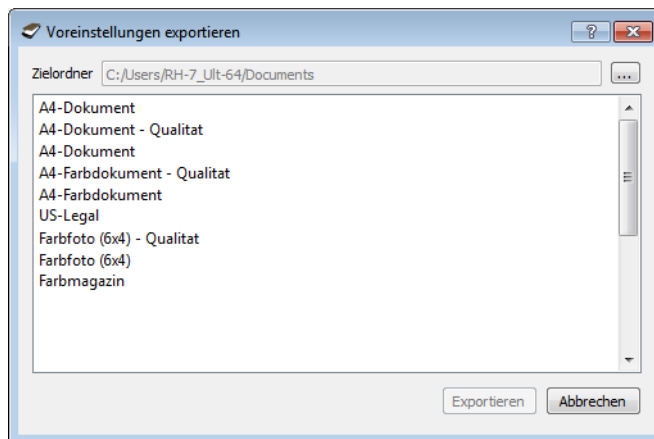 Voreinstellungen exportieren
Zielordner C:/Users/RH-7_Ult-64/Documents ...
A4-Dokument
A4-Dokument - Qualitat
A4-Dokument
A4-Farbdokument - Qualitat
A4-Farbdokument
US-Legal
Farbfoto (6x4) - Qualitat
Farbfoto (6x4)
Farbmagazin
Exportieren Abbrechen